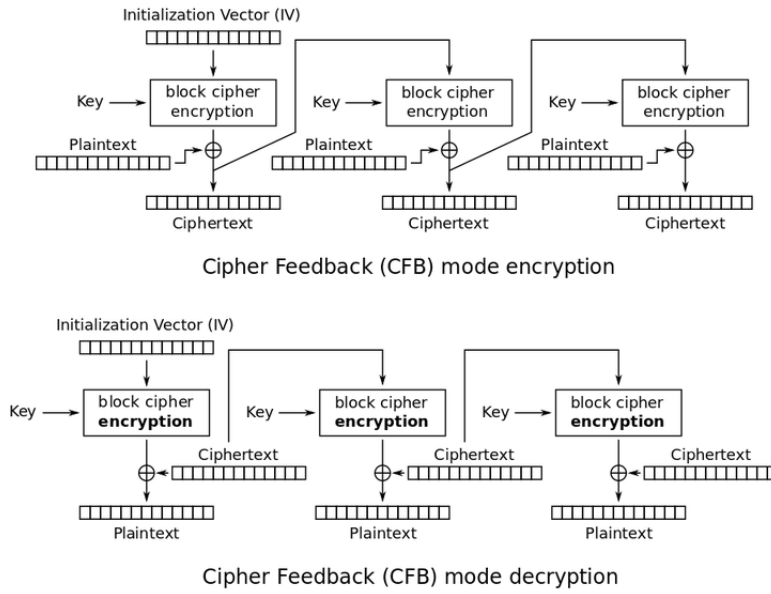 Initialization Vector (IV)
Key
block cipher
encryption
Key
block cipher
encryption
Key
block cipher
encryption
Plaintext
Plaintext
Plaintext
Ciphertext
Ciphertext
Ciphertext
Cipher Feedback (CFB) mode encryption
Initialization Vector (IV)
Key
block cipher
encryption
Key
block cipher
encryption
Key
block cipher
encryption
Ciphertext
Ciphertext
Ciphertext
Plaintext
Plaintext
Plaintext
Cipher Feedback (CFB) mode decryption